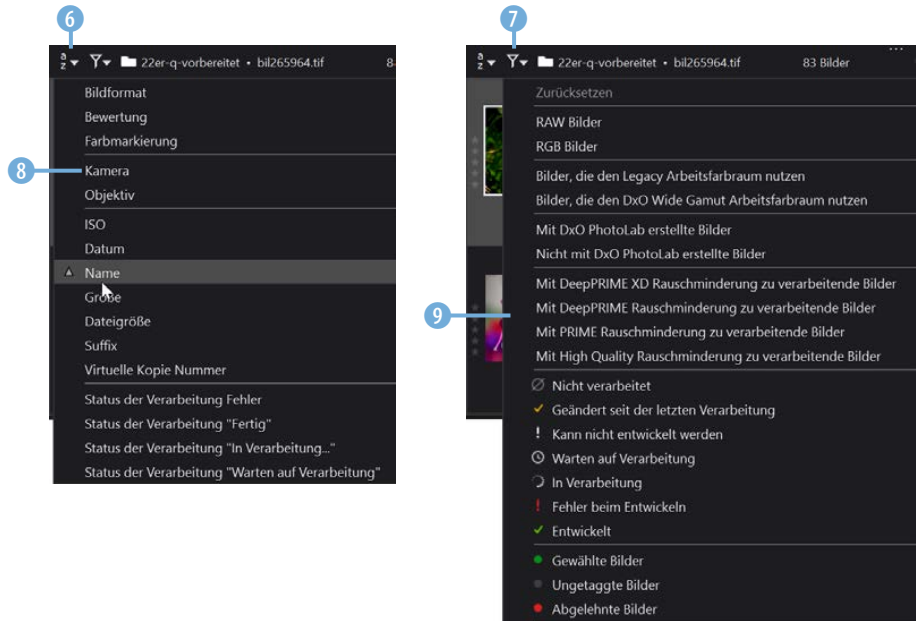 6
a z 22er-q-vorbereitet • bil265964.tif 8
Bildformat
Bewertung
Farbmarkierung
8
Kamera
Objektiv
ISO
Datum
Name
Größe
Dateigröße
Suffix
Virtuelle Kopie Nummer
Status der Verarbeitung Fehler
Status der Verarbeitung "Fertig"
Status der Verarbeitung "In Verarbeitung..."
Status der Verarbeitung "Warten auf Verarbeitung"
7
...
a z 22er-q-vorbereitet • bil265964.tif 83 Bilder
Zurücksetzen
RAW Bilder
RGB Bilder
Bilder, die den Legacy Arbeitsfarbraum nutzen
Bilder, die den DxO Wide Gamut Arbeitsfarbraum nutzen
Mit DxO PhotoLab erstellte Bilder
Nicht mit DxO PhotoLab erstellte Bilder
Mit DeepPRIME XD Rauschminderung zu verarbeitende Bilder
Mit DeepPRIME Rauschminderung zu verarbeitende Bilder
9
Mit PRIME Rauschminderung zu verarbeitende Bilder
Mit High Quality Rauschminderung zu verarbeitende Bilder
Nicht verarbeitet
Geändert seit der letzten Verarbeitung
Kann nicht entwickelt werden
Warten auf Verarbeitung
In Verarbeitung
Fehler beim Entwickeln
Entwickelt
Gewählte Bilder
Ungetaggte Bilder
Abgelehnte Bilder